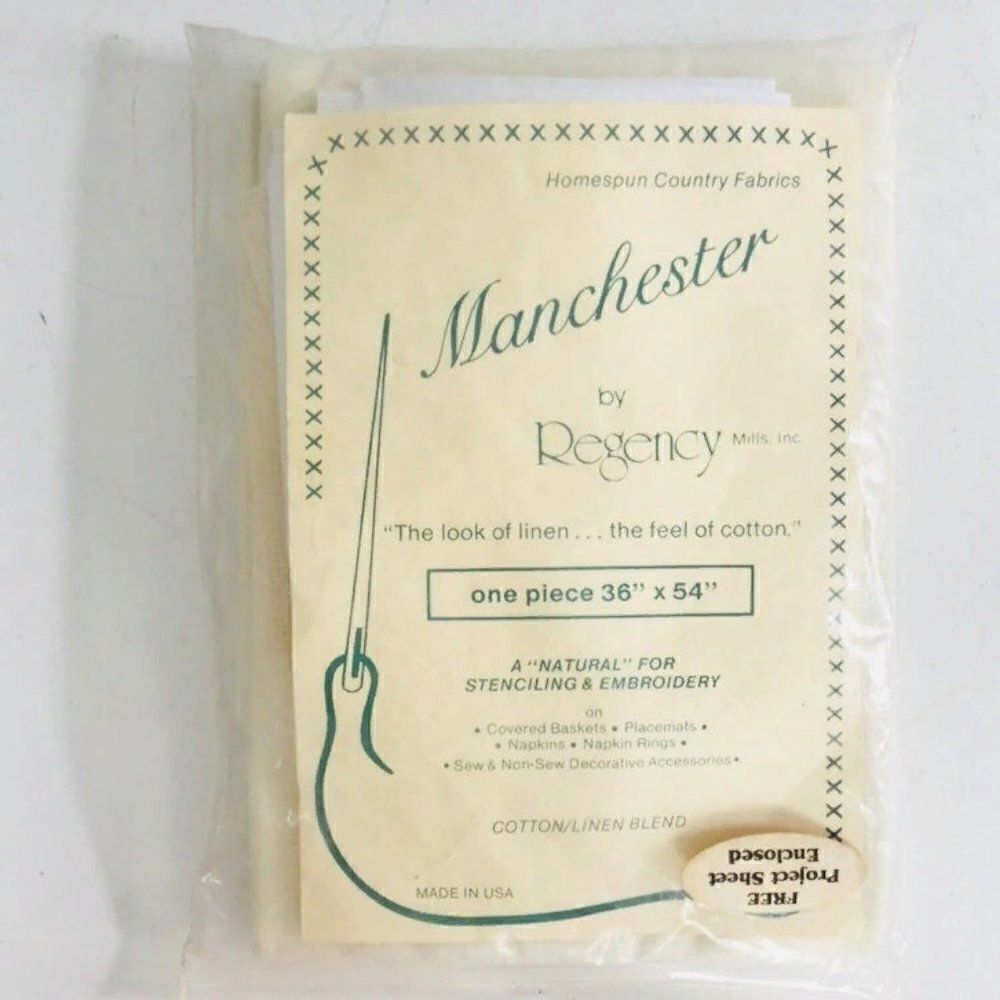 Homespun Country Fabrics
Manchester
by
Regency Mills, Inc.
"The look of linen . . . the feel of cotton."
one piece 36" x 54"
A "NATURAL" FOR
STENCILING & EMBROIDERY
on
• Covered Baskets • Placemats •
• Napkins • Napkin Rings •
• Sew & Non-Sew Decorative Accessories •
COTTON/LINEN BLEND
FREE
Project Sheet
Enclosed
MADE IN USA